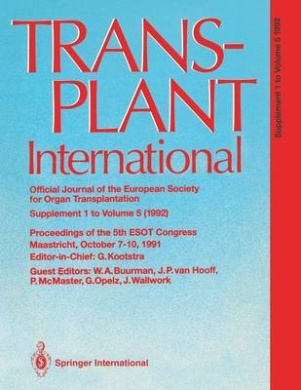 TRANS-
PLANT
International
Official Journal of the European Society
for Organ Transplantation
Supplement 1 to Volume 5 (1992)
Proceedings of the 5th ESOT Congress
Maastricht, October 7-10, 1991
Editor-in-Chief: G. Kootstra
Guest Editors: W. A. Buurman, J. P. van Hooff,
P. McMaster, G. Opelz, J. Wallwork
Springer International
Supplement 1 to Volume 5 1992